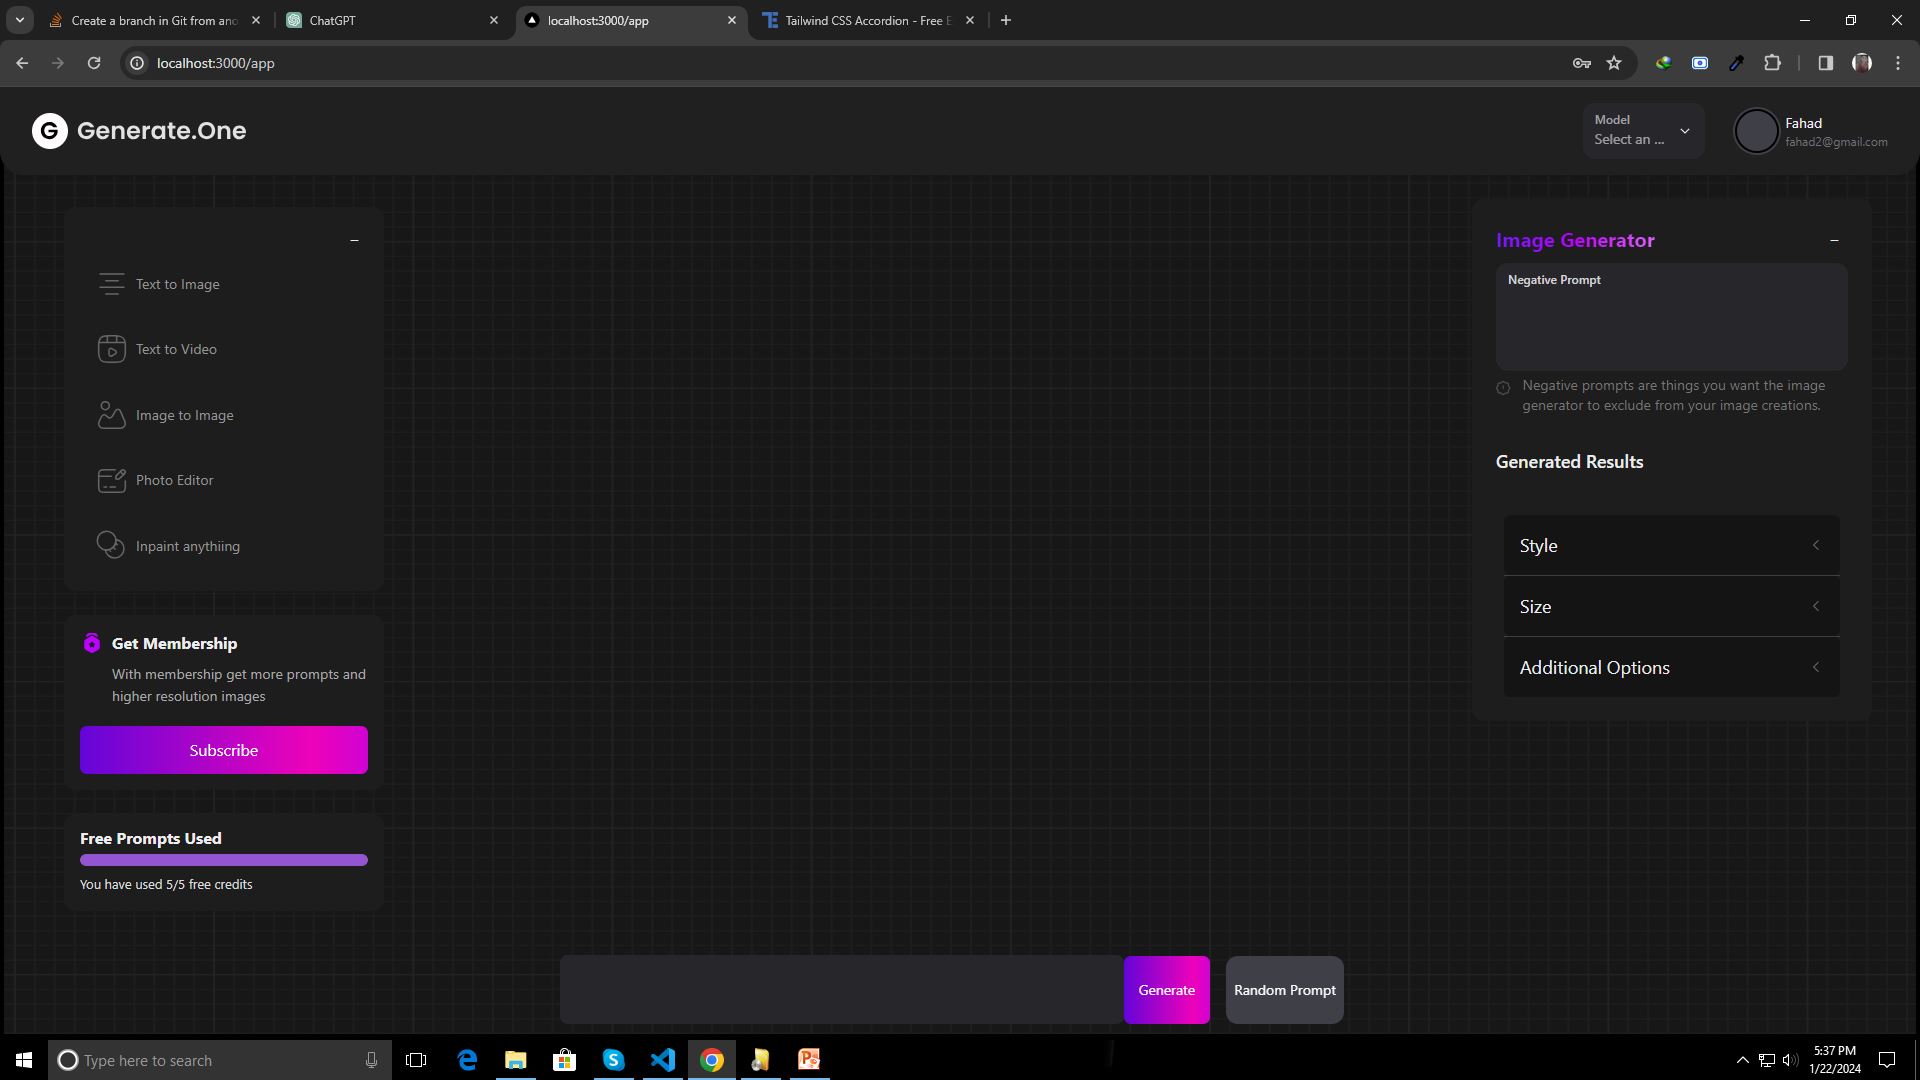 Create a branch in Git from ano
ChatGPT
localhost:3000/app
Tailwind CSS Accordion - Free E
localhost:3000/app
G Generate.One
Model
Select an ...
Fahad
fahad2@gmail.com
Text to Image
Text to Video
Image to Image
Photo Editor
Inpaint anythiing
Get Membership
With membership get more prompts and
higher resolution images
Subscribe
Free Prompts Used
You have used 5/5 free credits
Image Generator
Negative Prompt
Negative prompts are things you want the image
generator to exclude from your image creations.
Generated Results
Style
Size
Additional Options
Generate
Random Prompt
Type here to search
5:37 PM
1/22/2024